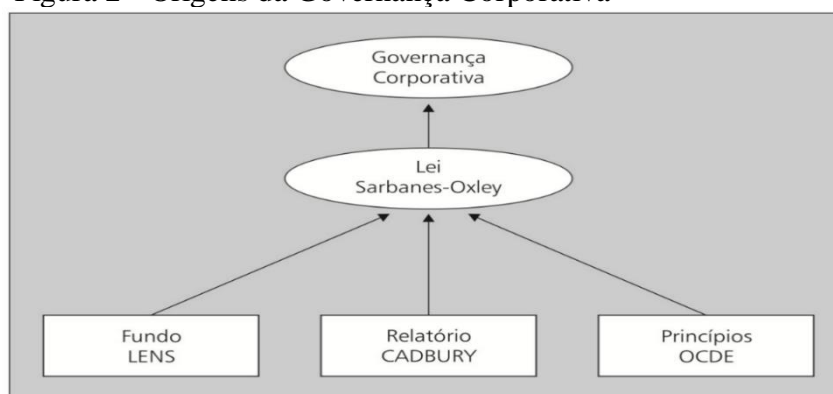 Figura 2 – Origens da Governança Corporativa
Governança
Corporativa
Lei
Sarbanes-Oxley
Fundo
LENS
Relatório
CADBURY
Princípios
OCDE